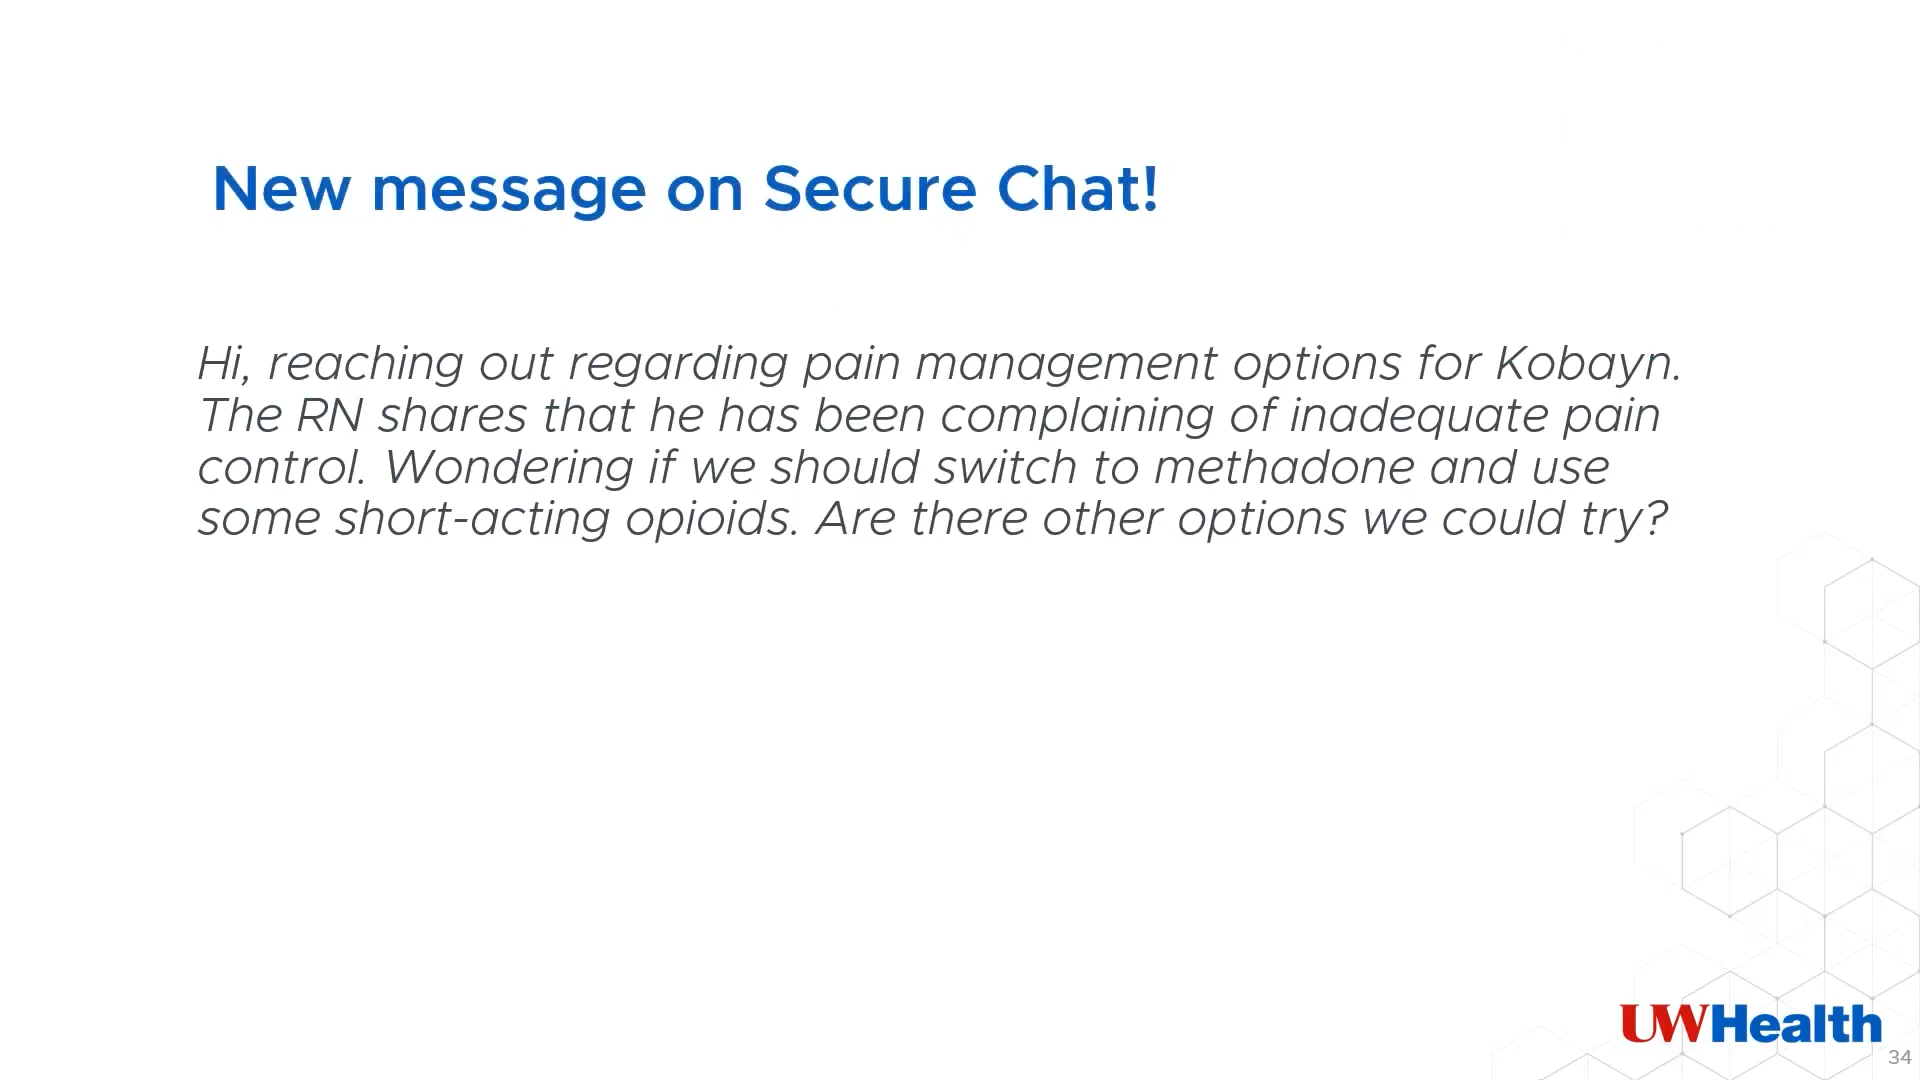 New message on Secure Chat!
Hi, reaching out regarding pain management options for Kobayn.
The RN shares that he has been complaining of inadequate pain
control. Wondering if we should switch to methadone and use
some short-acting opioids. Are there other options we could try?
UWHealth
34